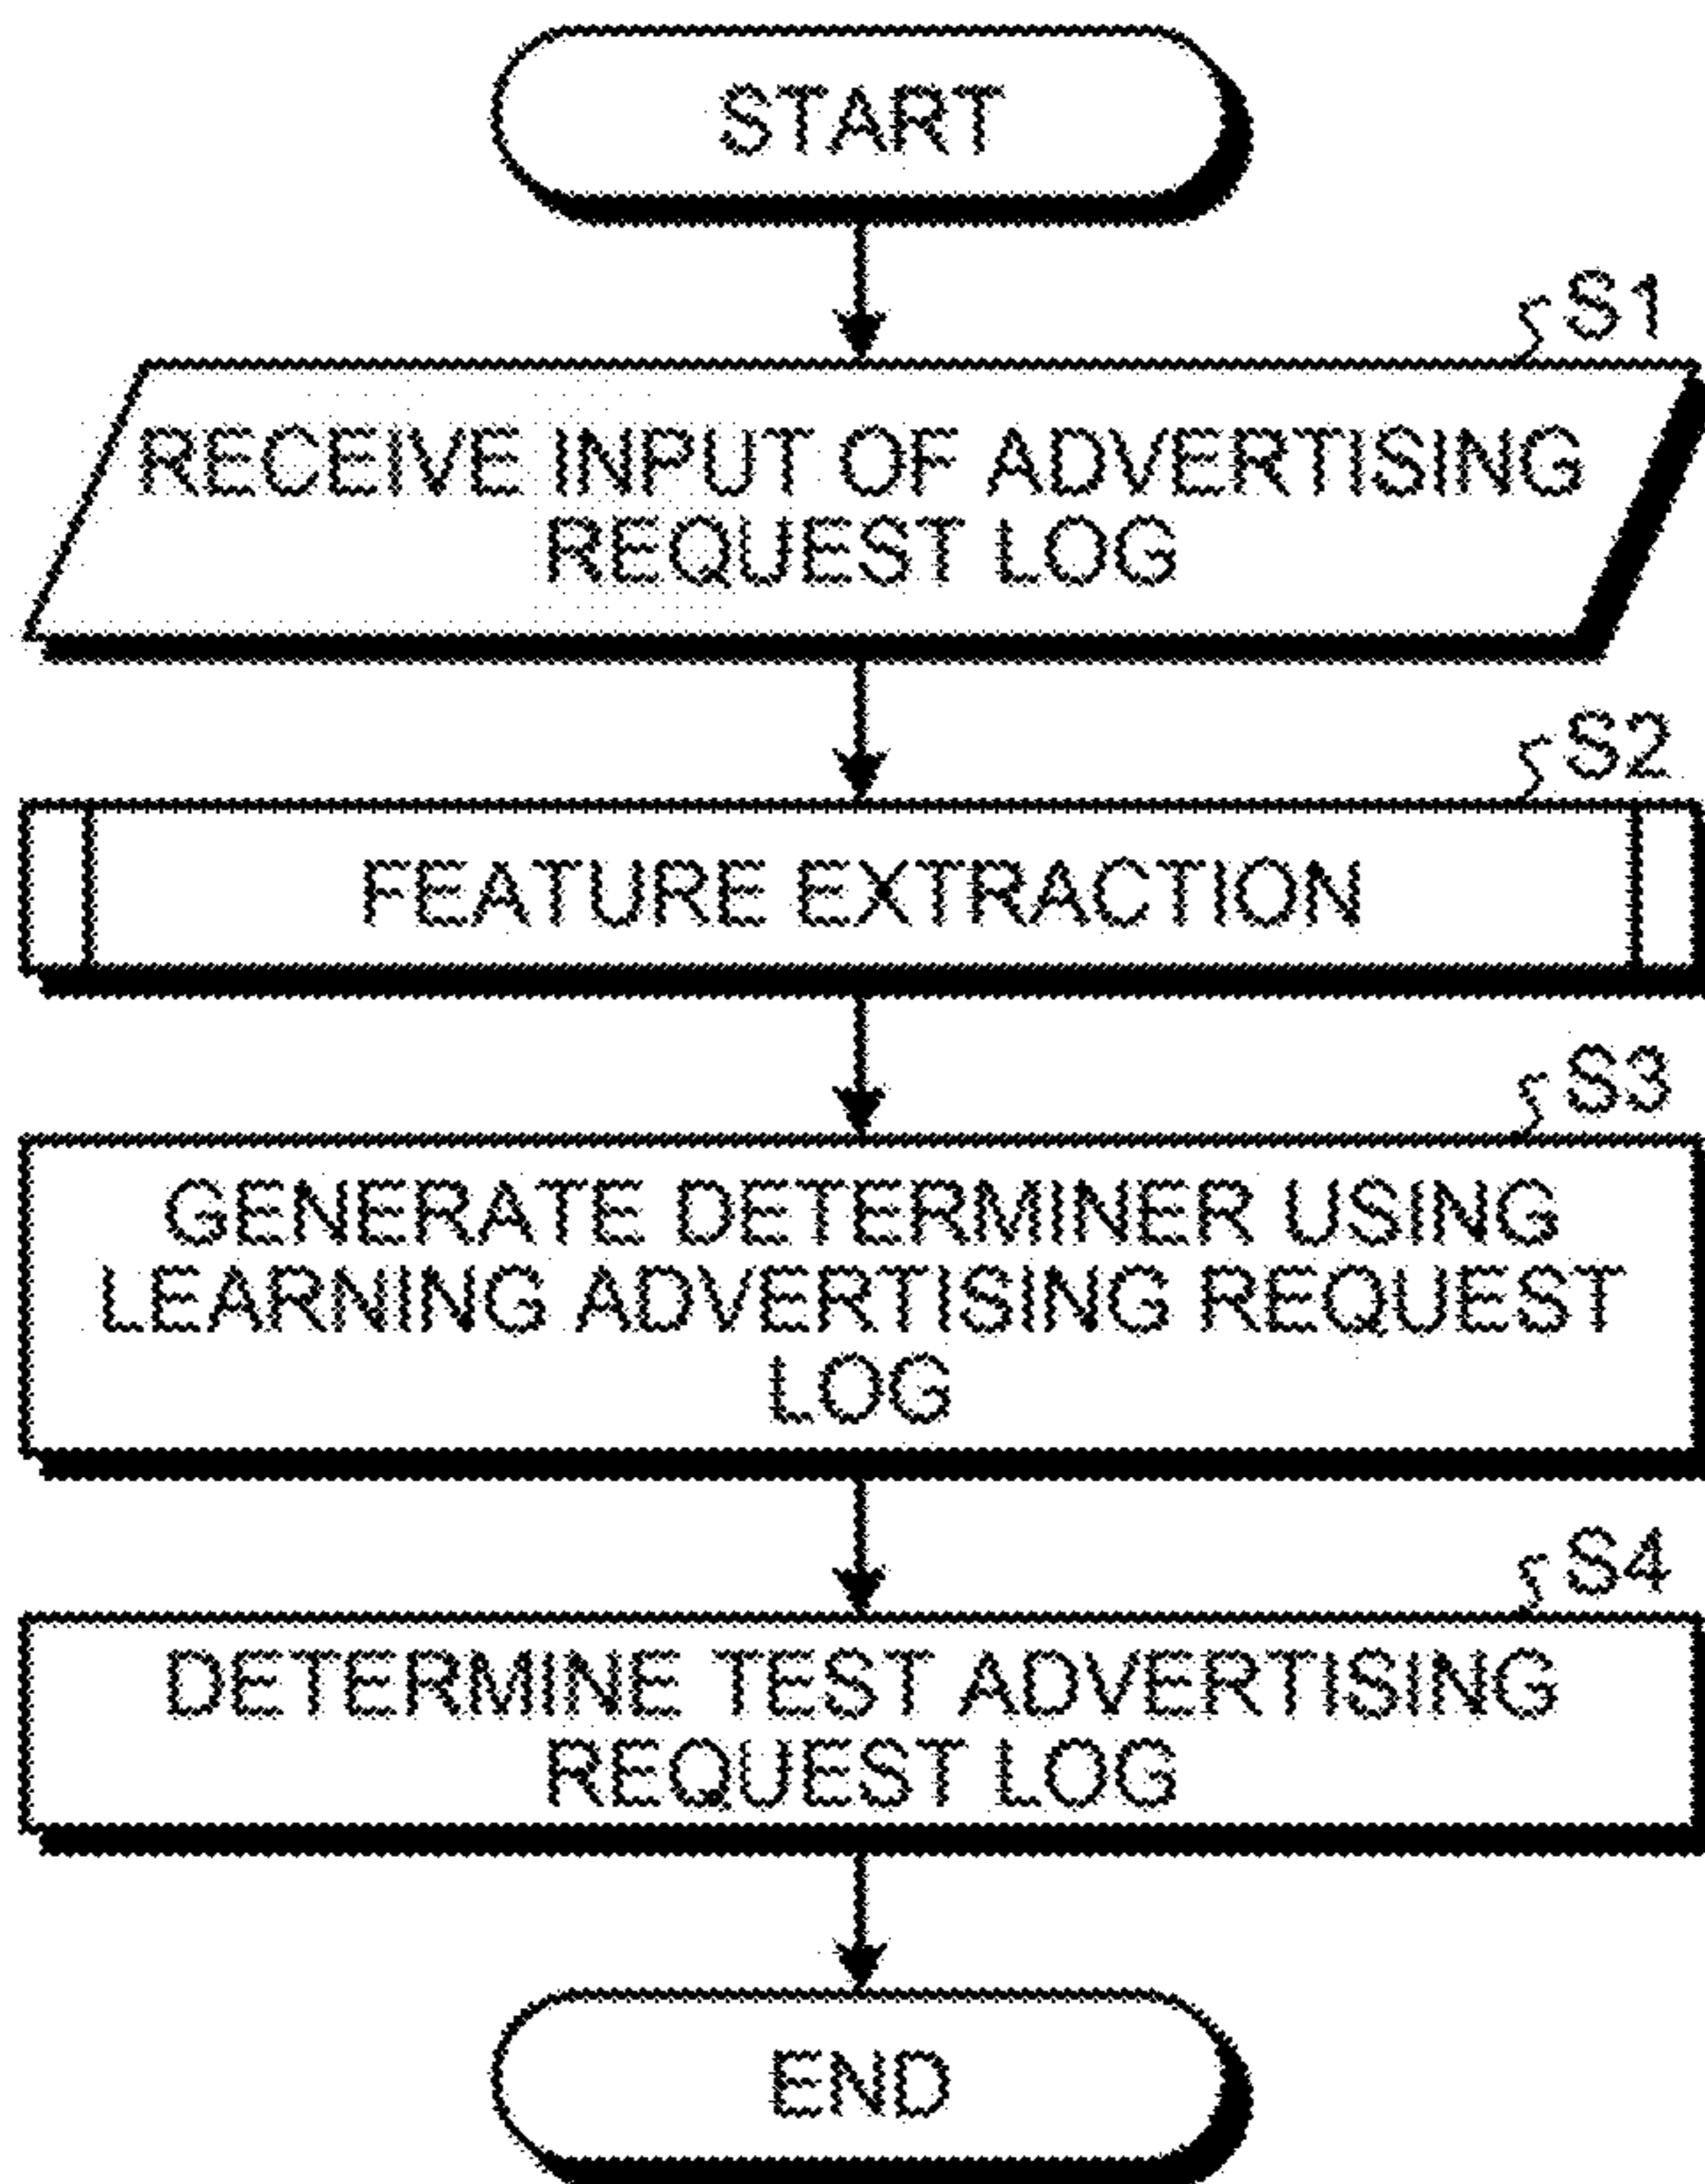 START
S1
RECEIVE INPUT OF ADVERTISING
REQUEST LOG
S2
FEATURE EXTRACTION
S3
GENERATE DETERMINER USING
LEARNING ADVERTISING REQUEST
LOG
S4
DETERMINE TEST ADVERTISING
REQUEST LOG
END